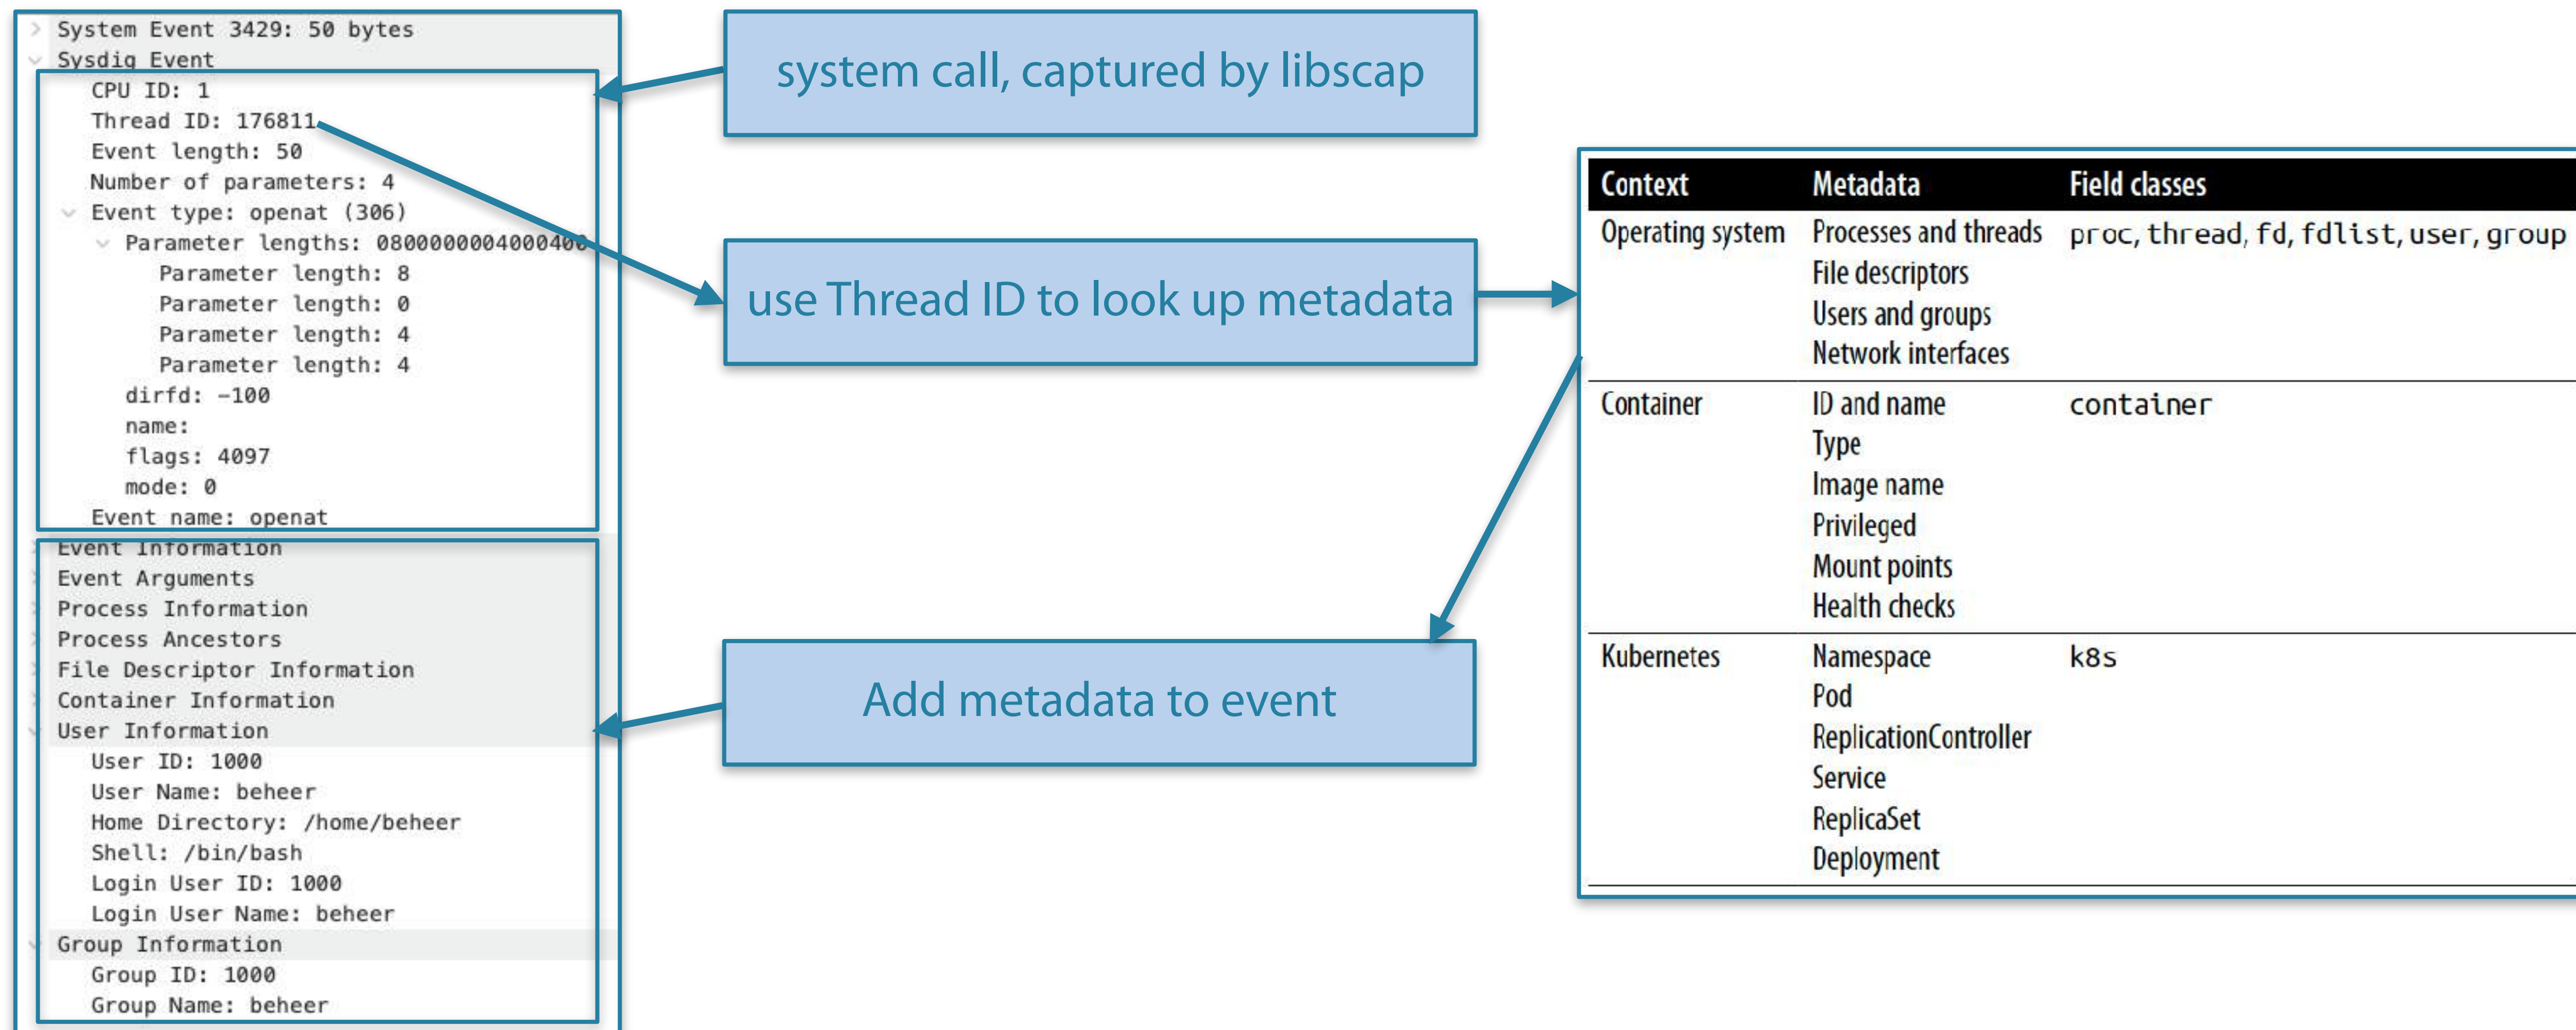 System Event 3429: 50 bytes
Sysdig Event
CPU ID: 1
Thread ID: 176811
Event length: 50
Number of parameters: 4
Event type: openat (306)
Parameter lengths: 0800000004000400
Parameter length: 8
Parameter length: 0
Parameter length: 4
Parameter length: 4
dirfd: -100
name:
flags: 4097
mode: 0
Event name: openat
Event Information
Event Arguments
Process Information
Process Ancestors
File Descriptor Information
Container Information
User Information
User ID: 1000
User Name: beheer
Home Directory: /home/beheer
Shell: /bin/bash
Login User ID: 1000
Login User Name: beheer
Group Information
Group ID: 1000
Group Name: beheer
system call, captured by libscap
use Thread ID to look up metadata
Add metadata to event
Context Metadata Field classes
Operating system Processes and threads proc, thread, fd, fdlist, user, group
File descriptors
Users and groups
Network interfaces
Container ID and name container
Type
Image name
Privileged
Mount points
Health checks
Kubernetes Namespace k8s
Pod
ReplicationController
Service
ReplicaSet
Deployment